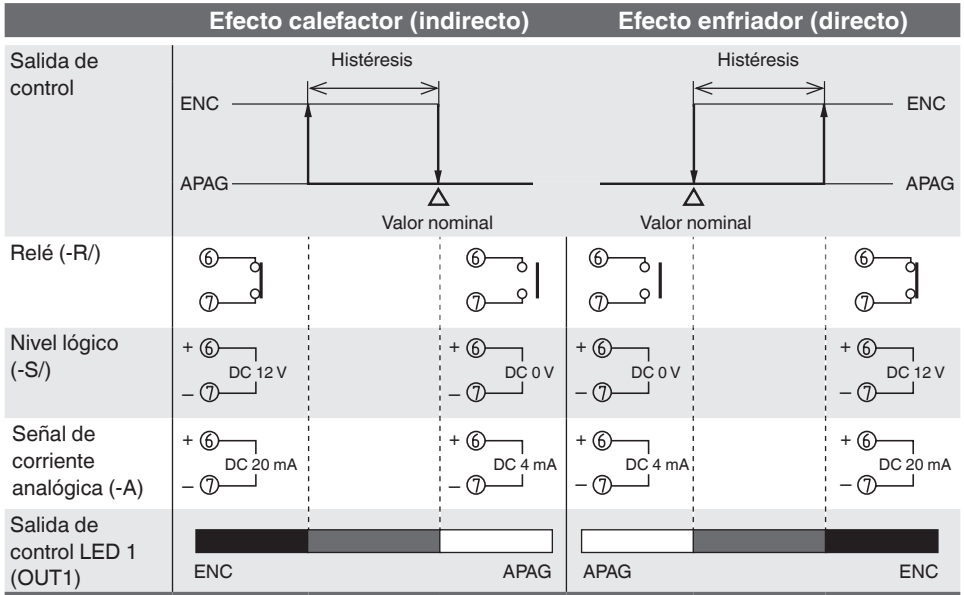 Efecto calefactor (indirecto) Efecto enfriador (directo)
Salida de
control
Histéresis Histéresis
ENC ENC
APAG APAG
Valor nominal Valor nominal
Relé (-R/)
6 6 6 6
7 7 7 7
Nivel lógico
(-S/)
+ 6 + 6 + 6 + 6
DC 12 V DC 0 V DC 0 V DC 12 V
– 7 – 7 – 7 – 7
Señal de
corriente
analógica (-A)
+ 6 + 6 + 6 + 6
DC 20 mA DC 4 mA DC 4 mA DC 20 mA
– 7 – 7 – 7 – 7
Salida de
control LED 1
(OUT1)
ENC APAG APAG ENC